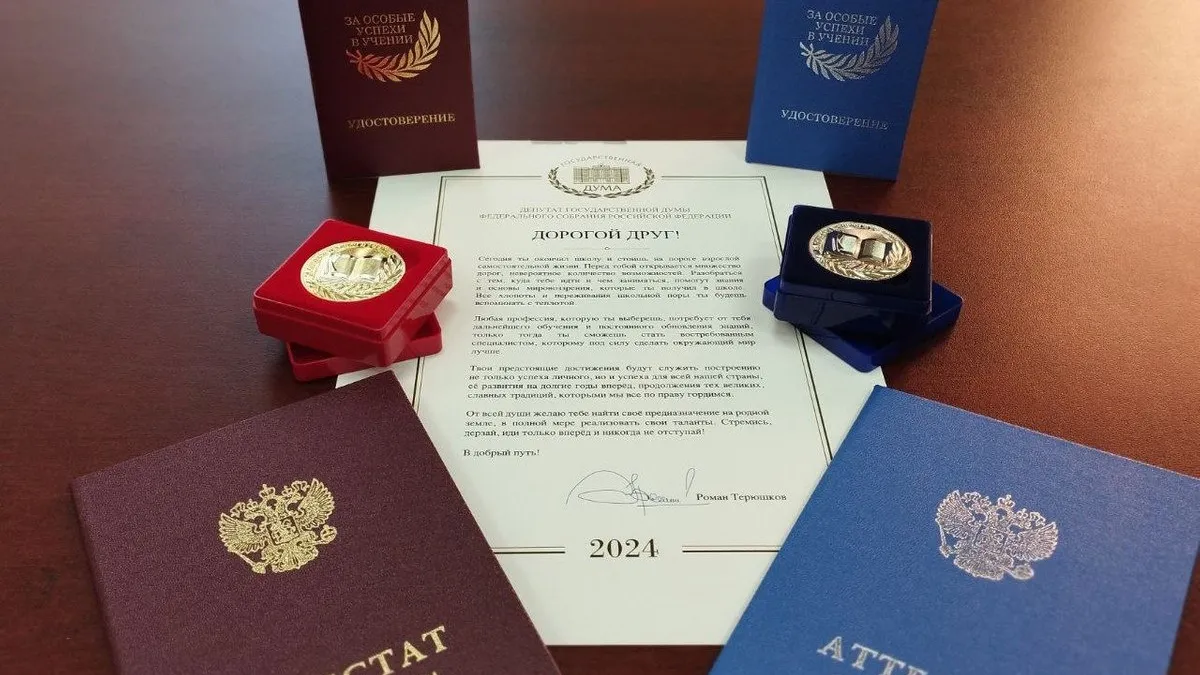 ЗА ОСОБЫЕ
УСПЕХИ
В УЧЕНИИ
УДОСТОВЕРЕНИЕ
ЗА ОСОБЫЕ
УСПЕХИ
В УЧЕНИИ
УДОСТОВЕРЕНИЕ
ГОСУДАРСТВЕННАЯ
ДУМА
ДЕПУТАТ ГОСУДАРСТВЕННОЙ ДУМЫ
ФЕДЕРАЛЬНОГО СОБРАНИЯ РОССИЙСКОЙ ФЕДЕРАЦИИ
ДОРОГОЙ ДРУГ!
Сегодня ты окончил школу и стоишь на пороге взрослой
самостоятельной жизни. Перед тобой открывается множество
дорог, невероятное количество возможностей. Разобраться
с тем, куда тебе идти и чем заниматься, помогут знания
и основы мировоззрения, которые ты получил в школе.
Все хлопоты и переживания школьной поры ты будешь
вспоминать с теплотой.
Любая профессия, которую ты выберешь, потребует от тебя
дальнейшего обучения и постоянного обновления знаний,
только тогда ты сможешь стать востребованным
специалистом, которому под силу сделать окружающий мир
лучше.
Твои предстоящие достижения будут служить построению
не только успеха личного, но и успеха для всей нашей страны,
её развития на долгие годы вперёд, продолжения тех великих,
славных традиций, которыми мы все по праву гордимся.
От всей души желаю тебе найти своё предназначение на родной
земле, в полной мере реализовать свои таланты. Стремись,
дерзай, иди только вперёд и никогда не отступай!
В добрый путь!
Роман Терюшков
2024
СТАТ
АТТЕ